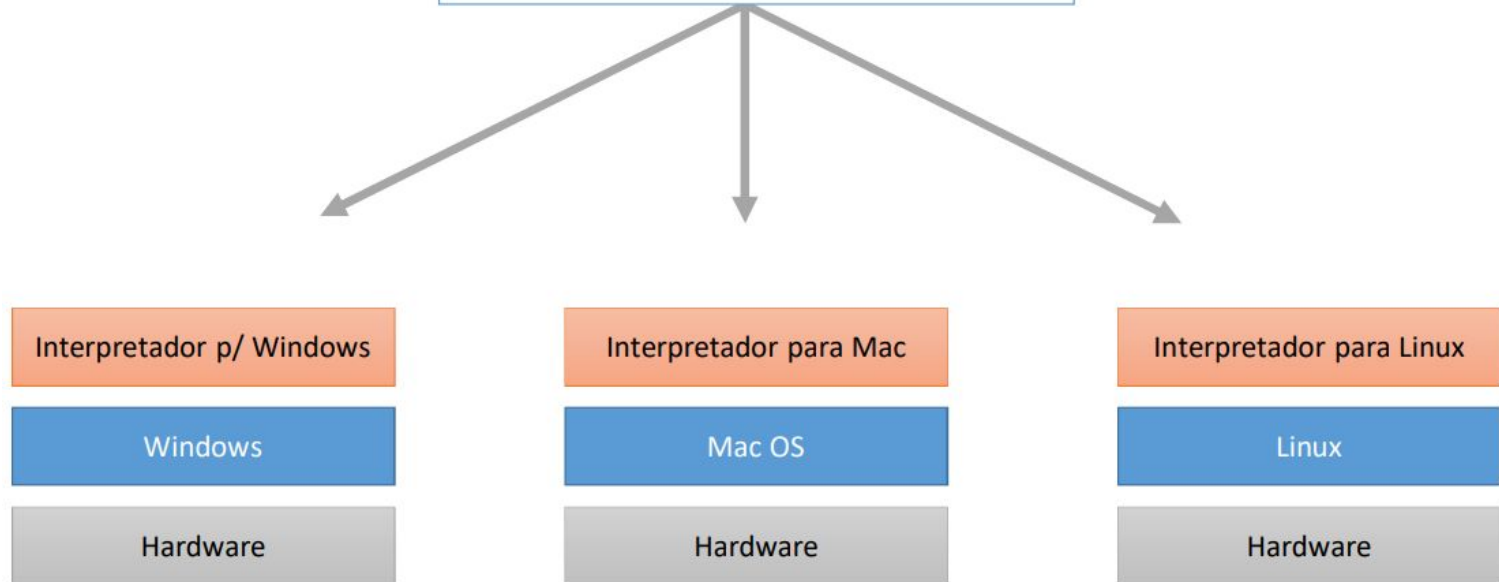 Interpretador p/ Windows
Interpretador para Mac
Interpretador para Linux
Windows
Mac OS
Linux
Hardware
Hardware
Hardware